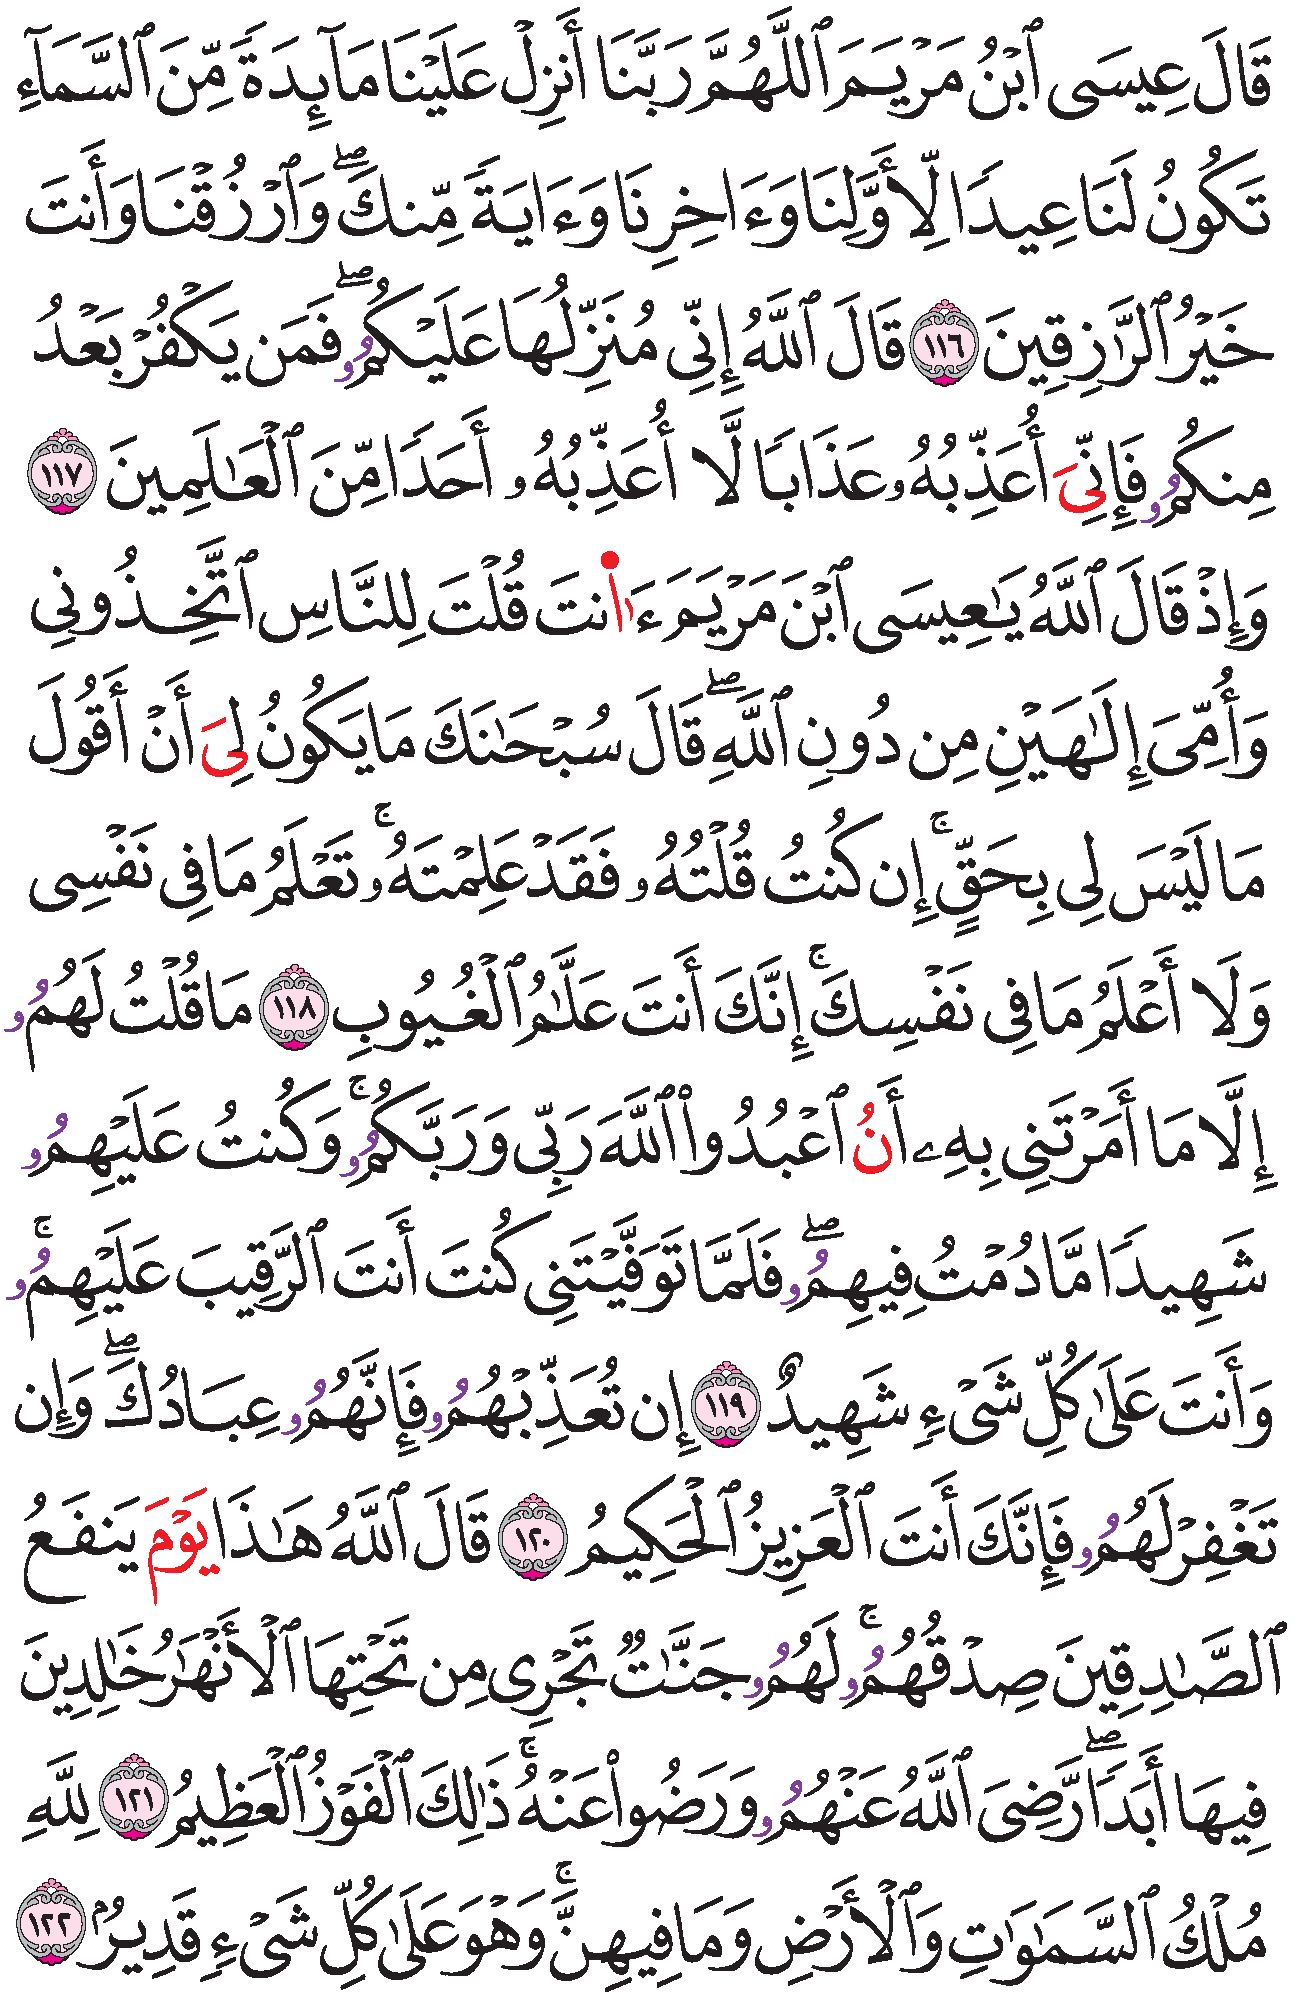 قَالَ عِيسَى ٱبْنُ مَرْيَمَ ٱللَّهُمَّ رَبَّنَا أَنزِلْ عَلَيْنَا مَآئِدَةً مِّنَ ٱلسَّمَآءِ
تَكُونُ لَنَا عِيدًا لِّأَوَّلِنَا وَءَاخِرِنَا وَءَايَةً مِّنكَۖ وَٱرْزُقْنَا وَأَنتَ
خَيْرُ ٱلرَّٰزِقِينَ ١١٦ قَالَ ٱللَّهُ إِنِّي مُنَزِّلُهَا عَلَيْكُمُۥۖ فَمَن يَكْفُرْ بَعْدُ
مِنكُمُۥ فَإِنِّىَ أُعَذِّبُهُۥ عَذَابًا لَّا أُعَذِّبُهُۥ أَحَدًا مِّنَ ٱلْعَٰلَمِينَ ١١٧
وَإِذْ قَالَ ٱللَّهُ يَٰعِيسَى ٱبْنَ مَرْيَمَ ءَا۬نتَ قُلْتَ لِلنَّاسِ ٱتَّخِذُونِي
وَأُمِّىَ إِلَٰهَيْنِ مِن دُونِ ٱللَّهِۖ قَالَ سُبْحَٰنَكَ مَا يَكُونُ لِىَ أَنْ أَقُولَ
مَا لَيْسَ لِي بِحَقٍّۚ إِن كُنتُ قُلْتُهُۥ فَقَدْ عَلِمْتَهُۥۚ تَعْلَمُ مَا فِي نَفْسِى
وَلَا أَعْلَمُ مَا فِي نَفْسِكَۚ إِنَّكَ أَنتَ عَلَّٰمُ ٱلْغُيُوبِ ١١٨ مَا قُلْتُ لَهُمُۥ
إِلَّا مَا أَمَرْتَنِي بِهِۦ أَنُ ٱعْبُدُوا۟ ٱللَّهَ رَبِّي وَرَبَّكُمُۥۚ وَكُنتُ عَلَيْهِمُۥ
شَهِيدًا مَّا دُمْتُ فِيهِمُۥۖ فَلَمَّا تَوَفَّيْتَنِي كُنتَ أَنتَ ٱلرَّقِيبَ عَلَيْهِمُۥۚ
وَأَنتَ عَلَىٰ كُلِّ شَىْءٍ شَهِيدٌ ١١٩ إِن تُعَذِّبْهُمُۥ فَإِنَّهُمُۥ عِبَادُكَۖ وَإِن
تَغْفِرْ لَهُمُۥ فَإِنَّكَ أَنتَ ٱلْعَزِيزُ ٱلْحَكِيمُ ١٢٠ قَالَ ٱللَّهُ هَٰذَا يَوْمَ يَنفَعُ
ٱلصَّٰدِقِينَ صِدْقُهُمُۥۚ لَهُمُۥ جَنَّٰتٌ تَجْرِى مِن تَحْتِهَا ٱلْأَنْهَٰرُ خَٰلِدِينَ
فِيهَا أَبَدًاۖ رَّضِىَ ٱللَّهُ عَنْهُمُۥ وَرَضُوا۟ عَنْهُۚ ذَٰلِكَ ٱلْفَوْزُ ٱلْعَظِيمُ ١٢١ لِلَّهِ
مُلْكُ ٱلسَّمَٰوَٰتِ وَٱلْأَرْضِ وَمَا فِيهِنَّۚ وَهْوَ عَلَىٰ كُلِّ شَىْءٍ قَدِيرٌۢ ١٢٢